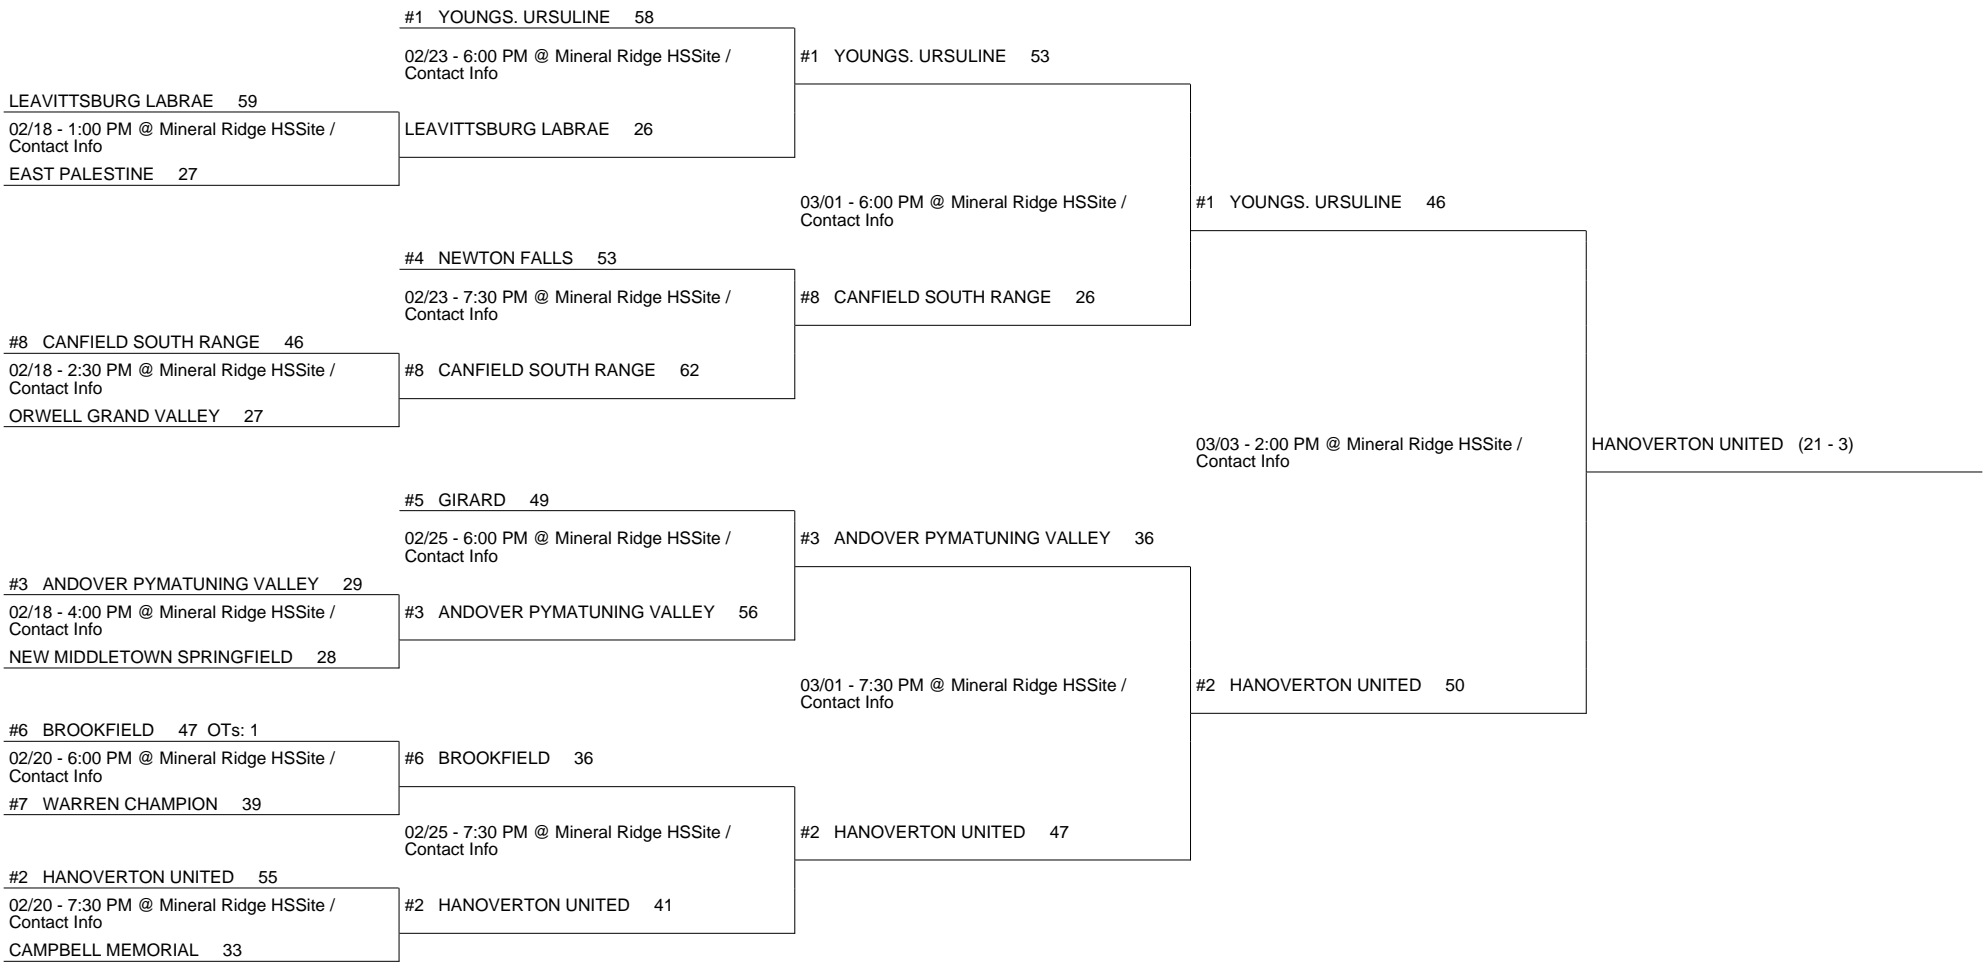 #1 YOUNGS. URSULINE 58
02/23 - 6:00 PM @ Mineral Ridge HSSite /
Contact Info
LEAVITTSBURG LABRAE 59
02/18 - 1:00 PM @ Mineral Ridge HSSite /
Contact Info
EAST PALESTINE 27
LEAVITTSBURG LABRAE 26
#1 YOUNGS. URSULINE 53
03/01 - 6:00 PM @ Mineral Ridge HSSite /
Contact Info
#4 NEWTON FALLS 53
02/23 - 7:30 PM @ Mineral Ridge HSSite /
Contact Info
#8 CANFIELD SOUTH RANGE 46
02/18 - 2:30 PM @ Mineral Ridge HSSite /
Contact Info
ORWELL GRAND VALLEY 27
#8 CANFIELD SOUTH RANGE 62
#8 CANFIELD SOUTH RANGE 26
#1 YOUNGS. URSULINE 46
03/03 - 2:00 PM @ Mineral Ridge HSSite /
Contact Info
HANOVERTON UNITED (21 - 3)
#5 GIRARD 49
02/25 - 6:00 PM @ Mineral Ridge HSSite /
Contact Info
#3 ANDOVER PYMATUNING VALLEY 29
02/18 - 4:00 PM @ Mineral Ridge HSSite /
Contact Info
NEW MIDDLETOWN SPRINGFIELD 28
#3 ANDOVER PYMATUNING VALLEY 56
#3 ANDOVER PYMATUNING VALLEY 36
03/01 - 7:30 PM @ Mineral Ridge HSSite /
Contact Info
#2 HANOVERTON UNITED 50
#6 BROOKFIELD 47 OTs: 1
02/20 - 6:00 PM @ Mineral Ridge HSSite /
Contact Info
#7 WARREN CHAMPION 39
#6 BROOKFIELD 36
02/25 - 7:30 PM @ Mineral Ridge HSSite /
Contact Info
#2 HANOVERTON UNITED 47
#2 HANOVERTON UNITED 55
02/20 - 7:30 PM @ Mineral Ridge HSSite /
Contact Info
CAMPBELL MEMORIAL 33
#2 HANOVERTON UNITED 41